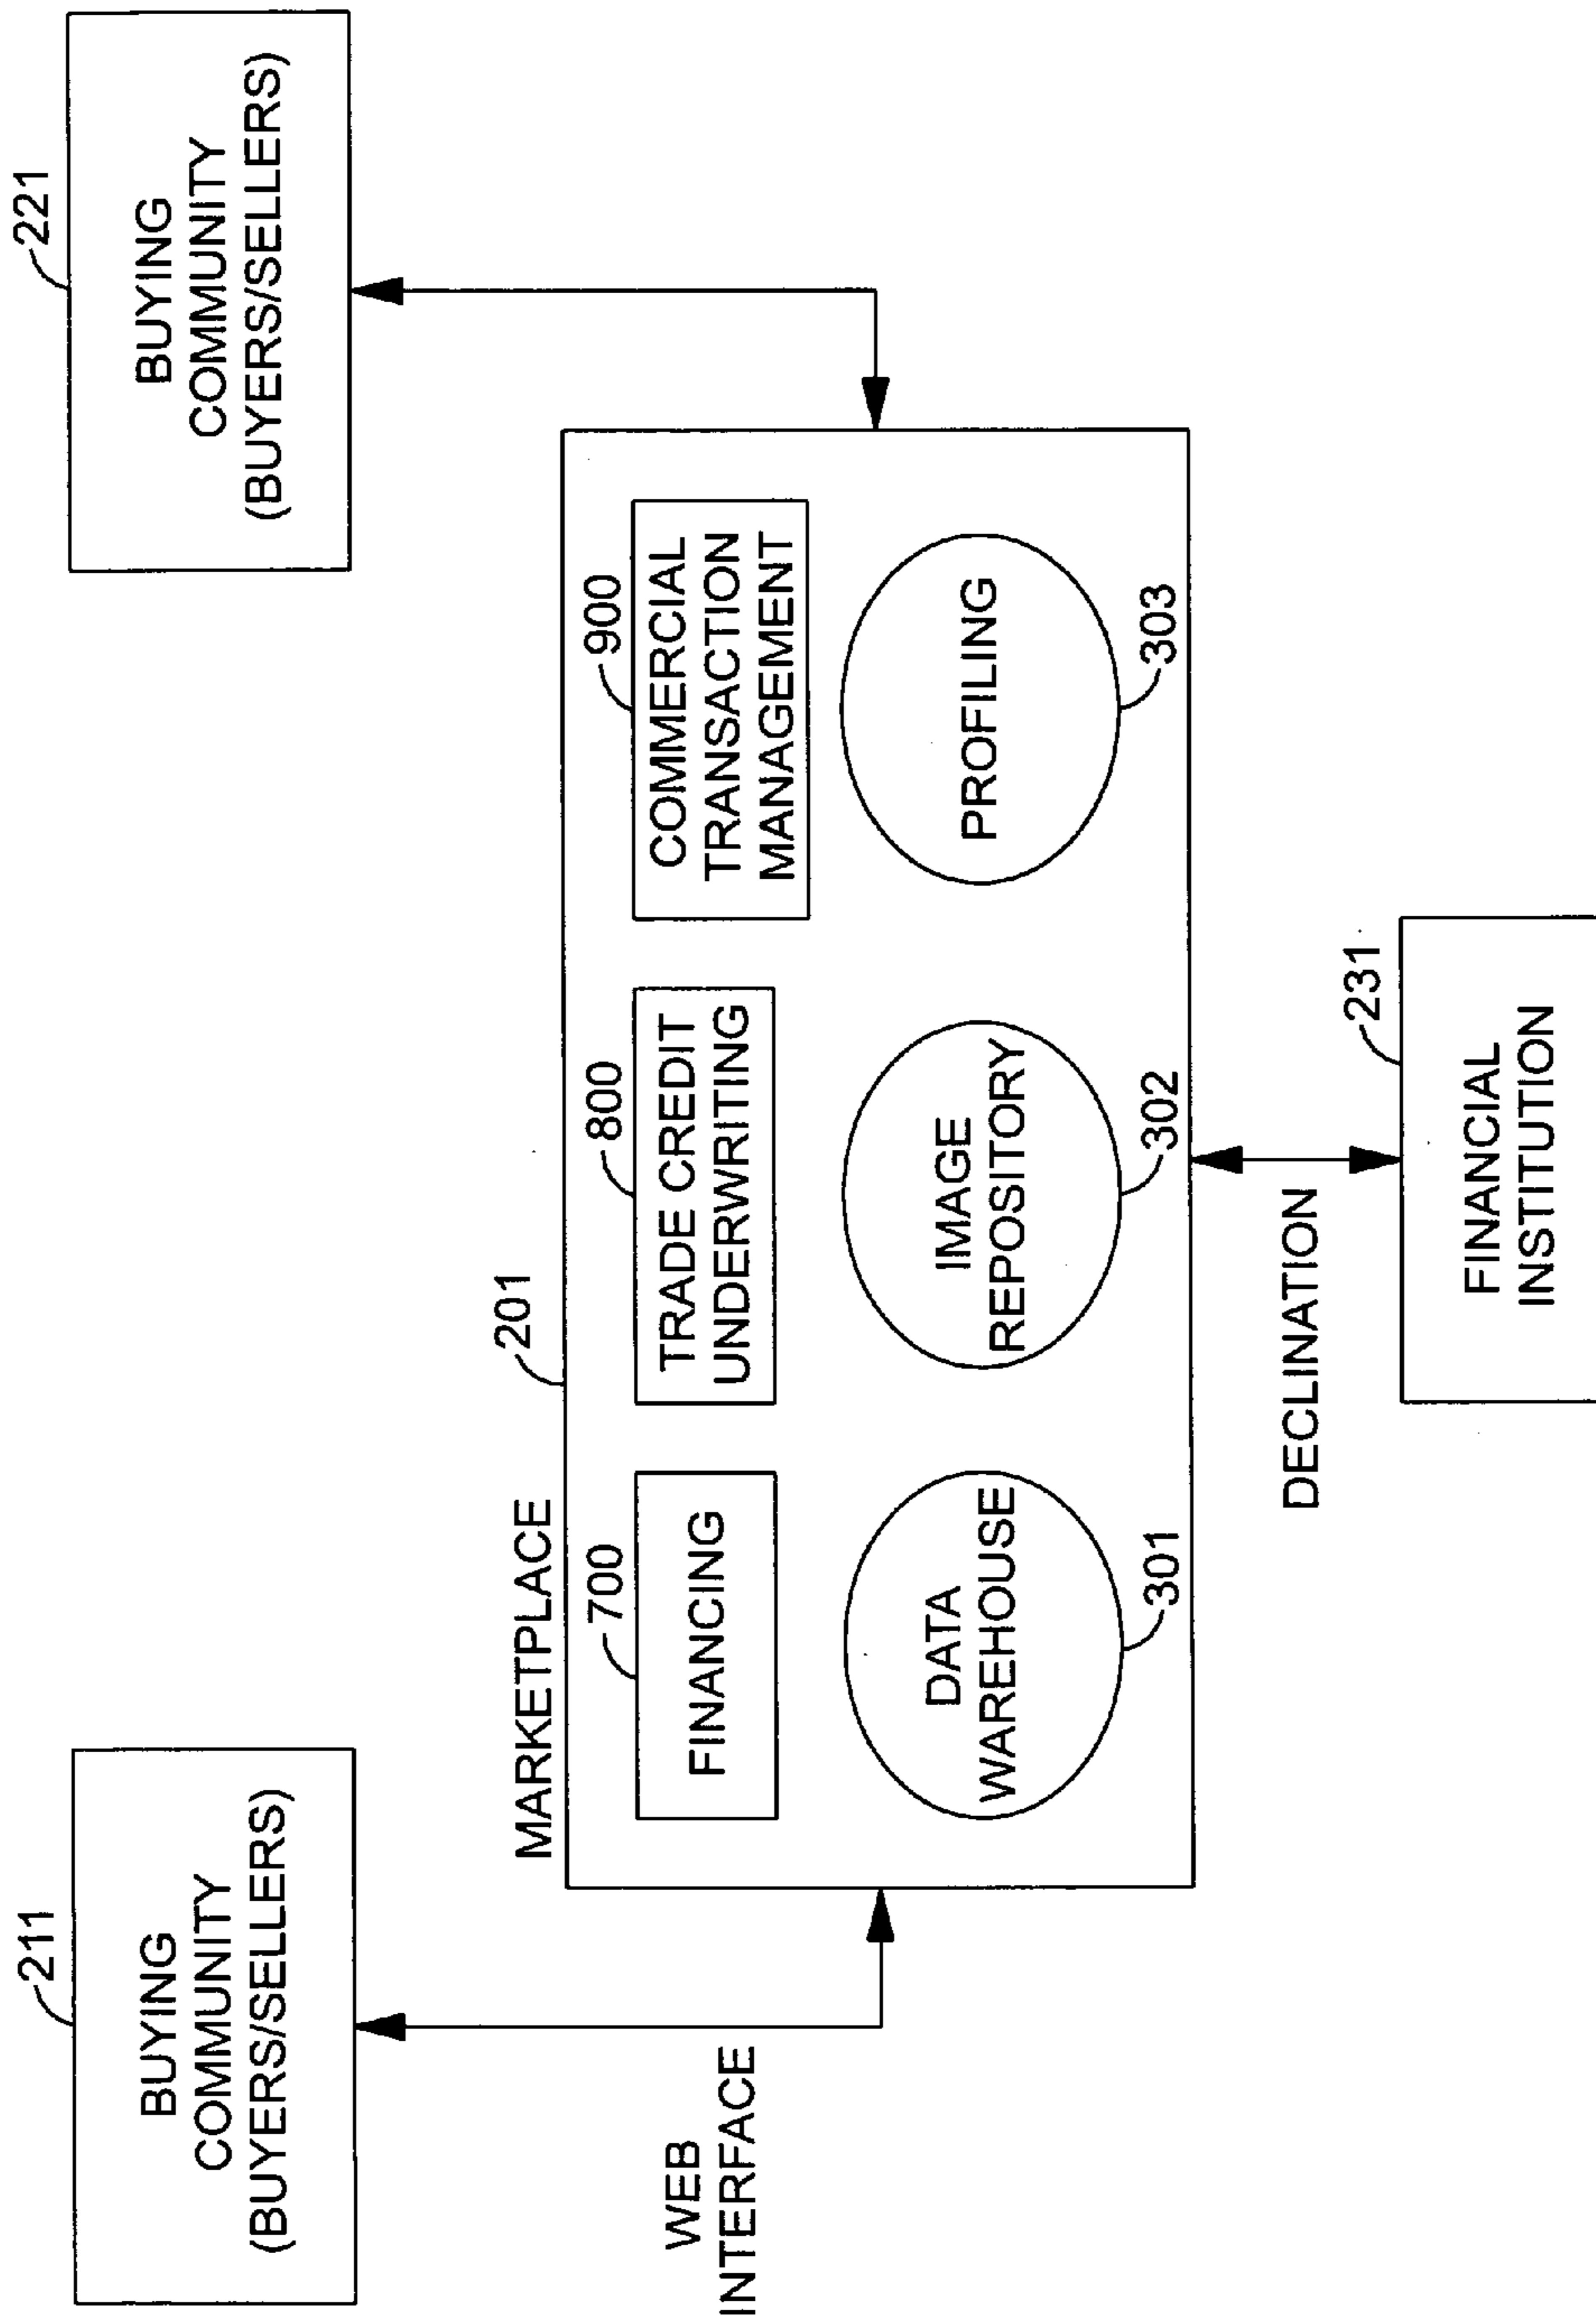 211
BUYING
COMMUNITY
(BUYERS/SELLERS)
221
BUYING
COMMUNITY
(BUYERS/SELLERS)
WEB
INTERFACE
MARKETPLACE
201
700
FINANCING
800
TRADE CREDIT
UNDERWRITING
900
COMMERCIAL
TRANSACTION
MANAGEMENT
DATA
WAREHOUSE
301
IMAGE
REPOSITORY
302
PROFILING
303
DECLINATION
231
FINANCIAL
INSTITUTION